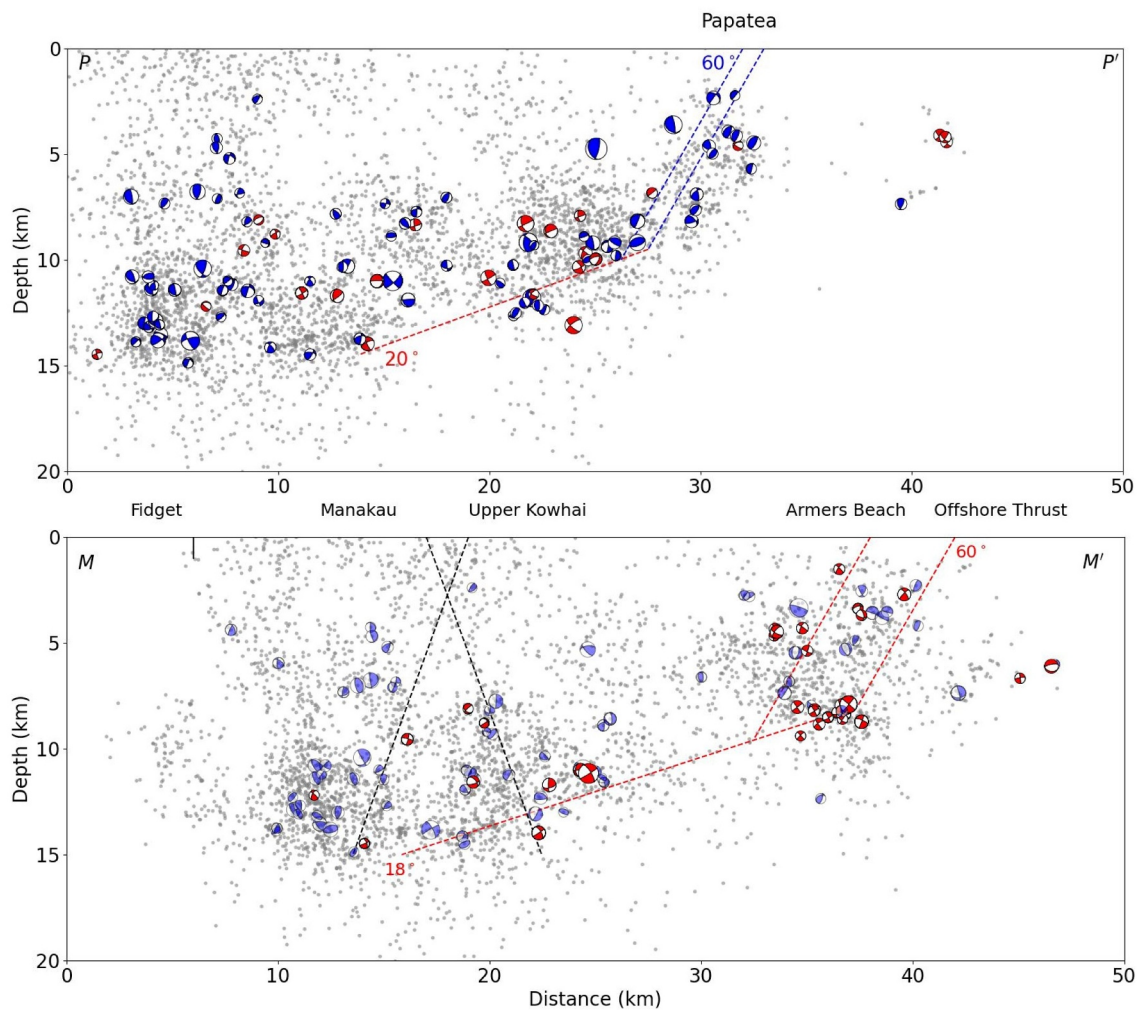 Papatea
0
P
60°
P′
5
Depth (km)
10
15
20°
20
0 10 20 30 40 50
Fidget Manakau Upper Kowhai Armers Beach Offshore Thrust
0
M
60°
M′
5
Depth (km)
10
15
18°
20
0 10 20 30 40 50
Distance (km)